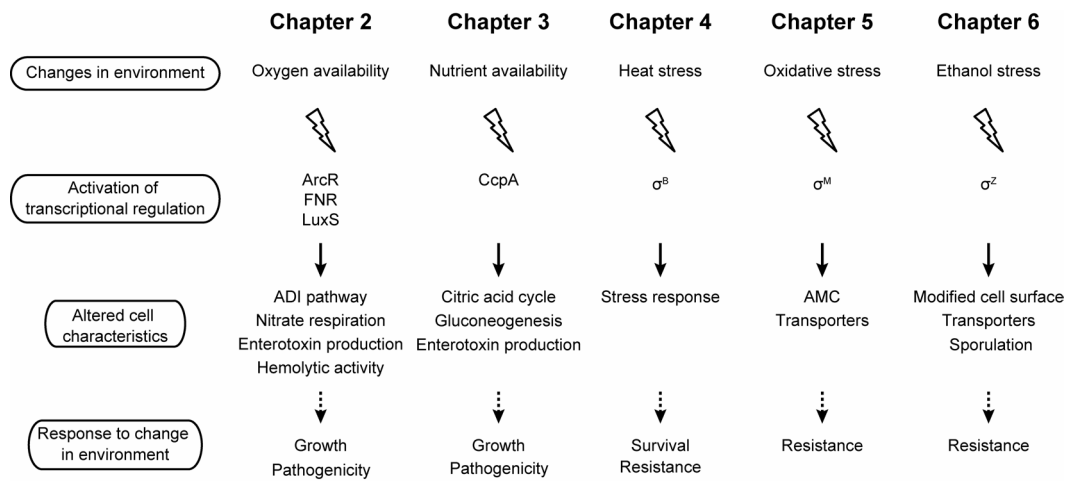 Chapter 2 Chapter 3 Chapter 4 Chapter 5 Chapter 6
Changes in environment Oxygen availability Nutrient availability Heat stress Oxidative stress Ethanol stress
Activation of
transcriptional regulation
ArcR CcpA σᴮ σᴹ σᶻ
FNR
LuxS
Altered cell
characteristics
ADI pathway Citric acid cycle Stress response AMC Modified cell surface
Nitrate respiration Gluconeogenesis Transporters Transporters
Enterotoxin production Enterotoxin production Sporulation
Hemolytic activity
Response to change
in environment
Growth Growth Survival Resistance Resistance
Pathogenicity Pathogenicity Resistance